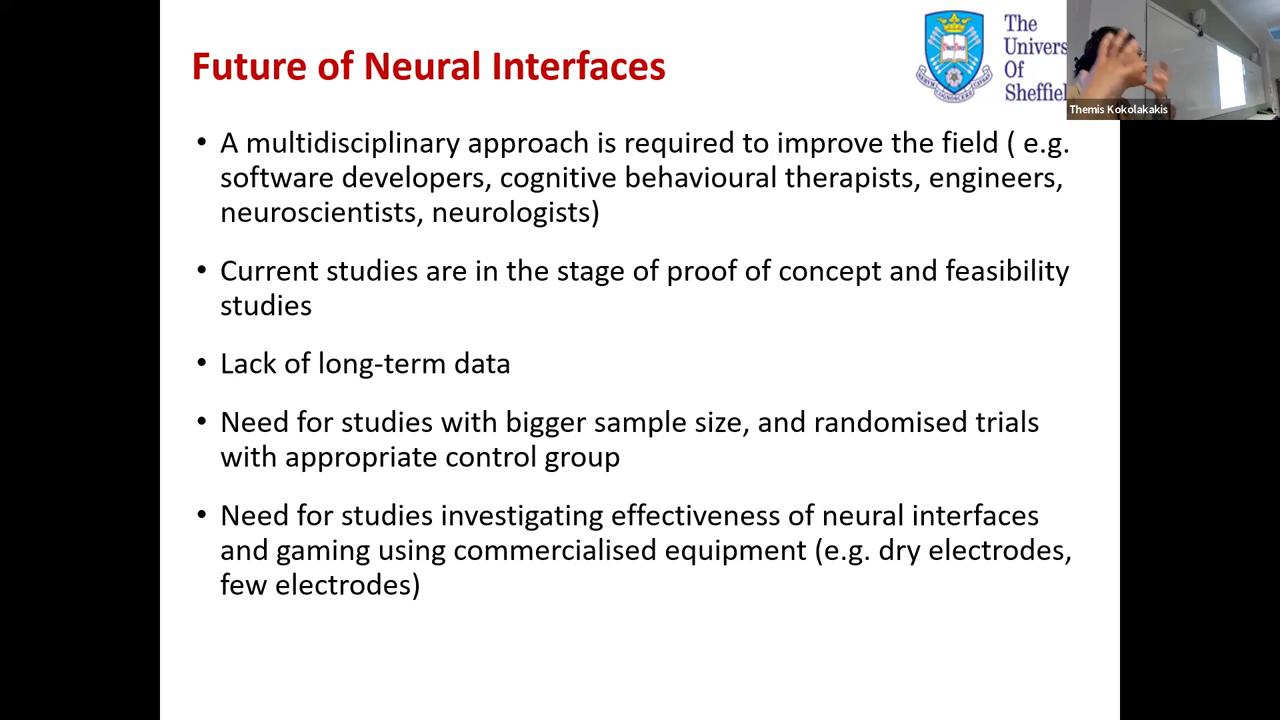 Future of Neural Interfaces
The
Univers
Of
Sheffiel
Themis Kokolakakis
• A multidisciplinary approach is required to improve the field ( e.g.
software developers, cognitive behavioural therapists, engineers,
neuroscientists, neurologists)
• Current studies are in the stage of proof of concept and feasibility
studies
• Lack of long-term data
• Need for studies with bigger sample size, and randomised trials
with appropriate control group
• Need for studies investigating effectiveness of neural interfaces
and gaming using commercialised equipment (e.g. dry electrodes,
few electrodes)